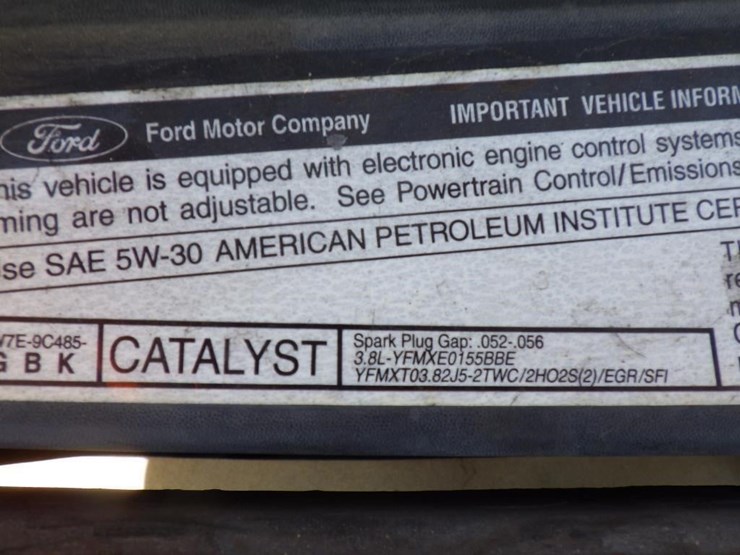 Ford Ford Motor Company IMPORTANT VEHICLE INFORM
his vehicle is equipped with electronic engine control systems
ming are not adjustable. See Powertrain Control/Emissions
se SAE 5W-30 AMERICAN PETROLEUM INSTITUTE CER
W7E-9C485-
G B K
CATALYST
Spark Plug Gap: .052-.056
3.8L-YFMXE0155BBE
YFMXT03.82J5-2TWC/2HO2S(2)/EGR/SFI